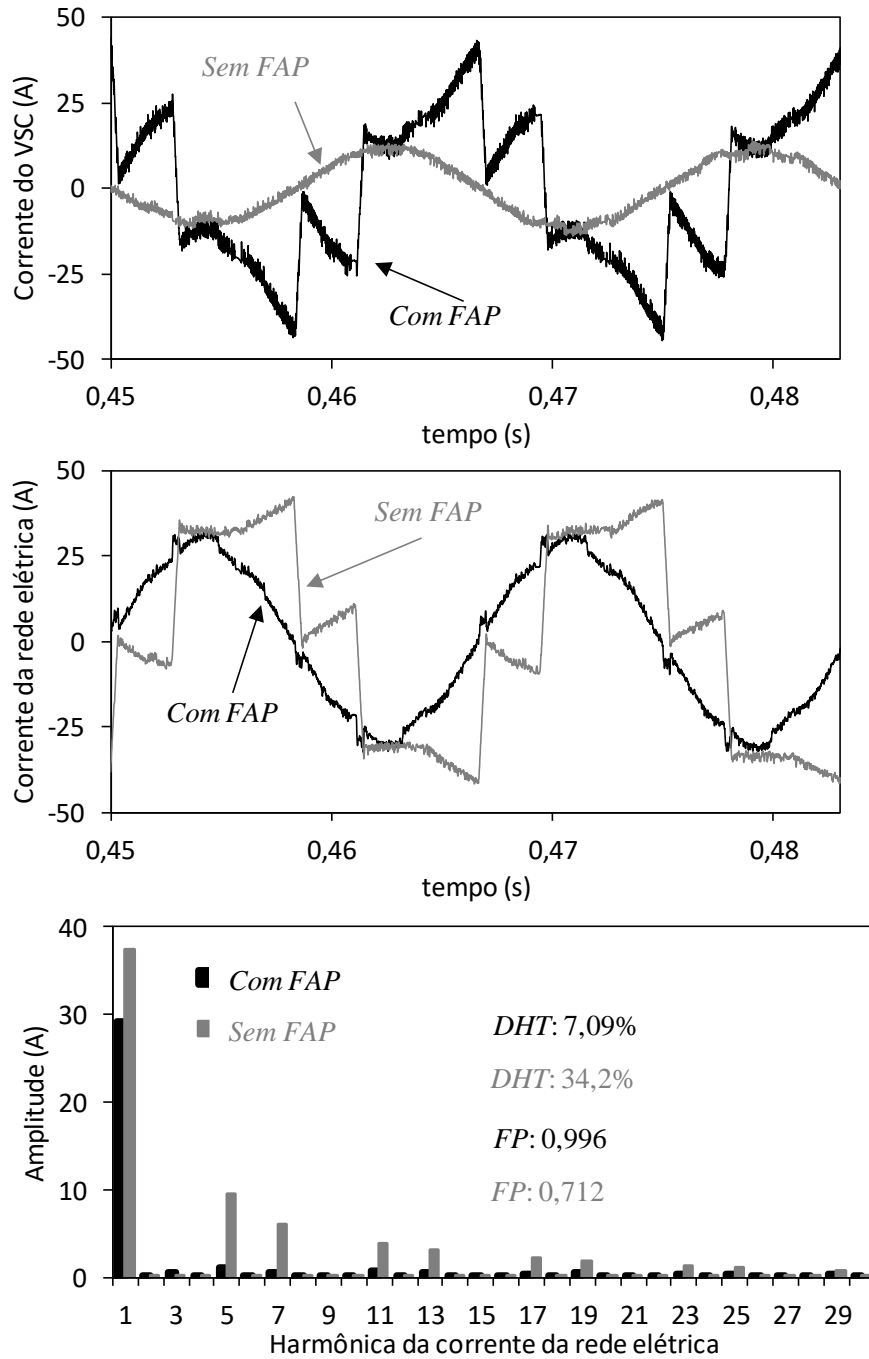 50
25
0
-25
-50
Corrente do VSC (A)
Sem FAP
Com FAP
0,45
0,46
0,47
0,48
tempo (s)
50
25
0
-25
-50
Corrente da rede elétrica (A)
Sem FAP
Com FAP
0,45
0,46
0,47
0,48
tempo (s)
40
30
20
10
0
Amplitude (A)
Com FAP
Sem FAP
DHT: 7,09%
DHT: 34,2%
FP: 0,996
FP: 0,712
1 3 5 7 9 11 13 15 17 19 21 23 25 27 29
Harmônica da corrente da rede elétrica